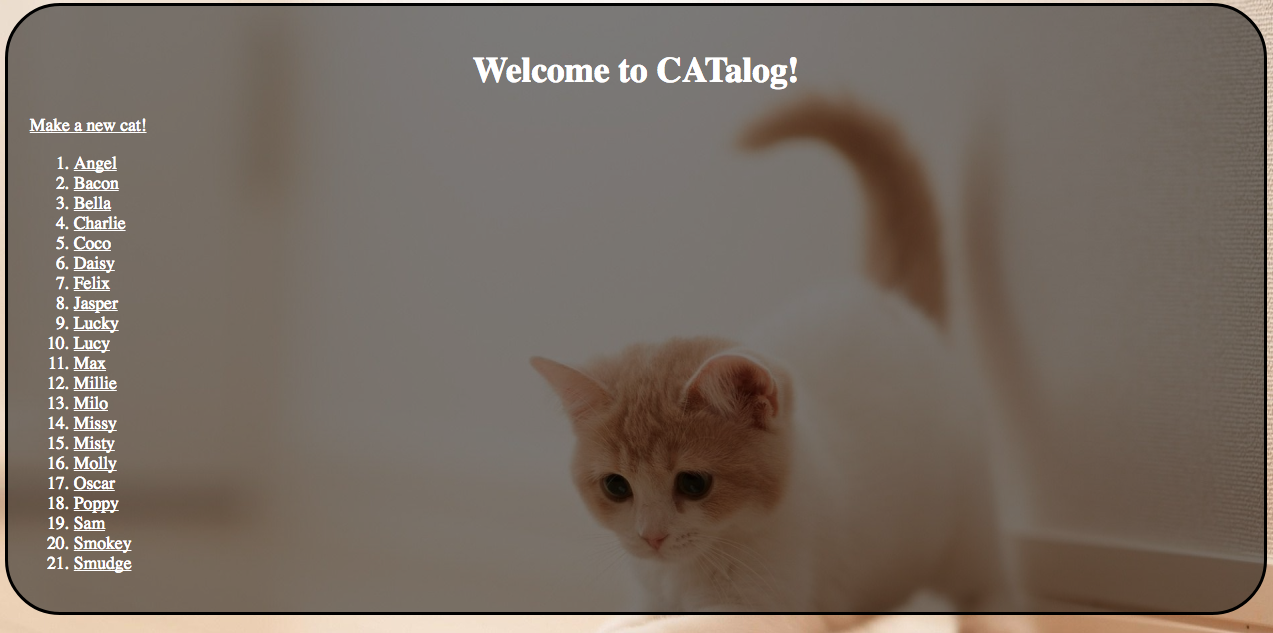 Welcome to CATalog!
Make a new cat!
1. Angel
2. Bacon
3. Bella
4. Charlie
5. Coco
6. Daisy
7. Felix
8. Jasper
9. Lucky
10. Lucy
11. Max
12. Millie
13. Milo
14. Missy
15. Misty
16. Molly
17. Oscar
18. Poppy
19. Sam
20. Smokey
21. Smudge